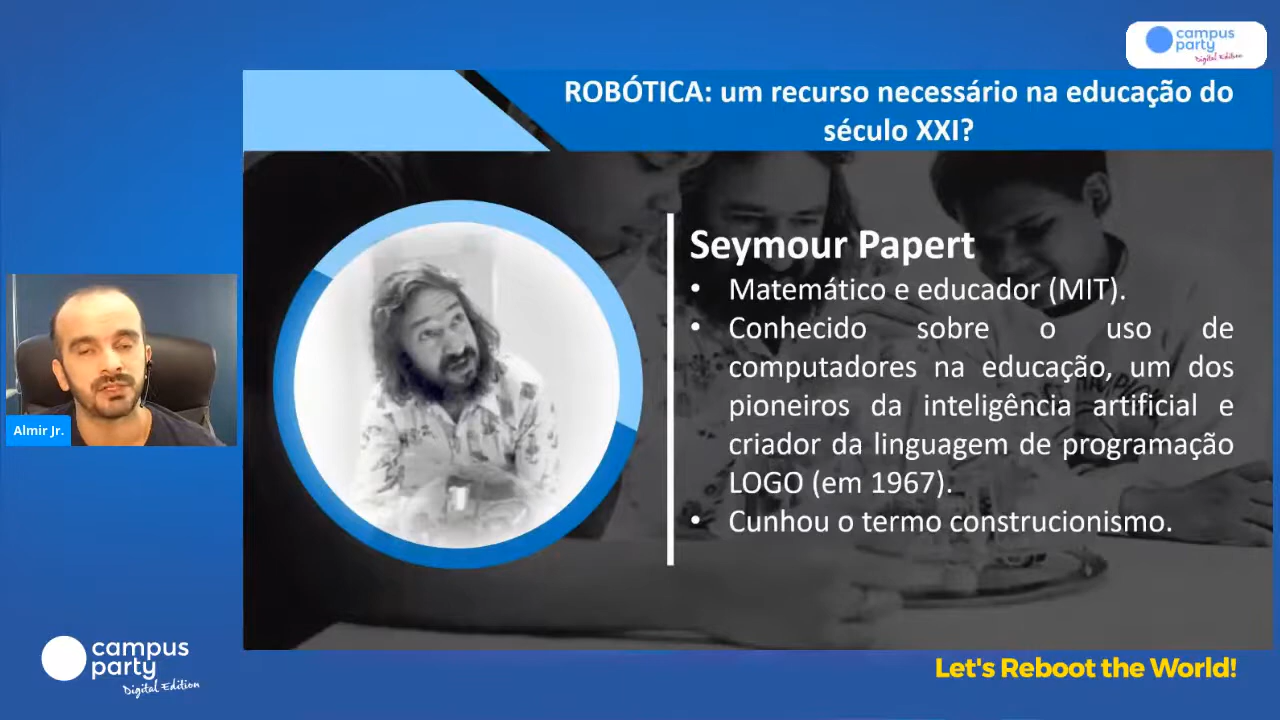 campus
party
Digital Edition
ROBÓTICA: um recurso necessário na educação do
século XXI?
Seymour Papert
• Matemático e educador (MIT).
• Conhecido sobre o uso de
computadores na educação, um dos
pioneiros da inteligência artificial e
criador da linguagem de programação
LOGO (em 1967).
• Cunhou o termo construcionismo.
Almir Jr.
campus
party
Digital Edition
Let's Reboot the World!